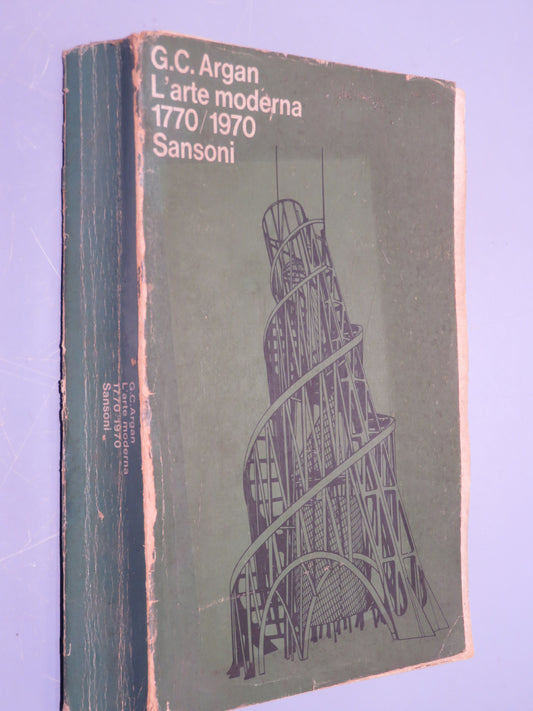 G.C. Argan
L'arte moderna
1770/1970
Sansoni
G.C. Argan
L'arte moderna
1770/1970
Sansoni